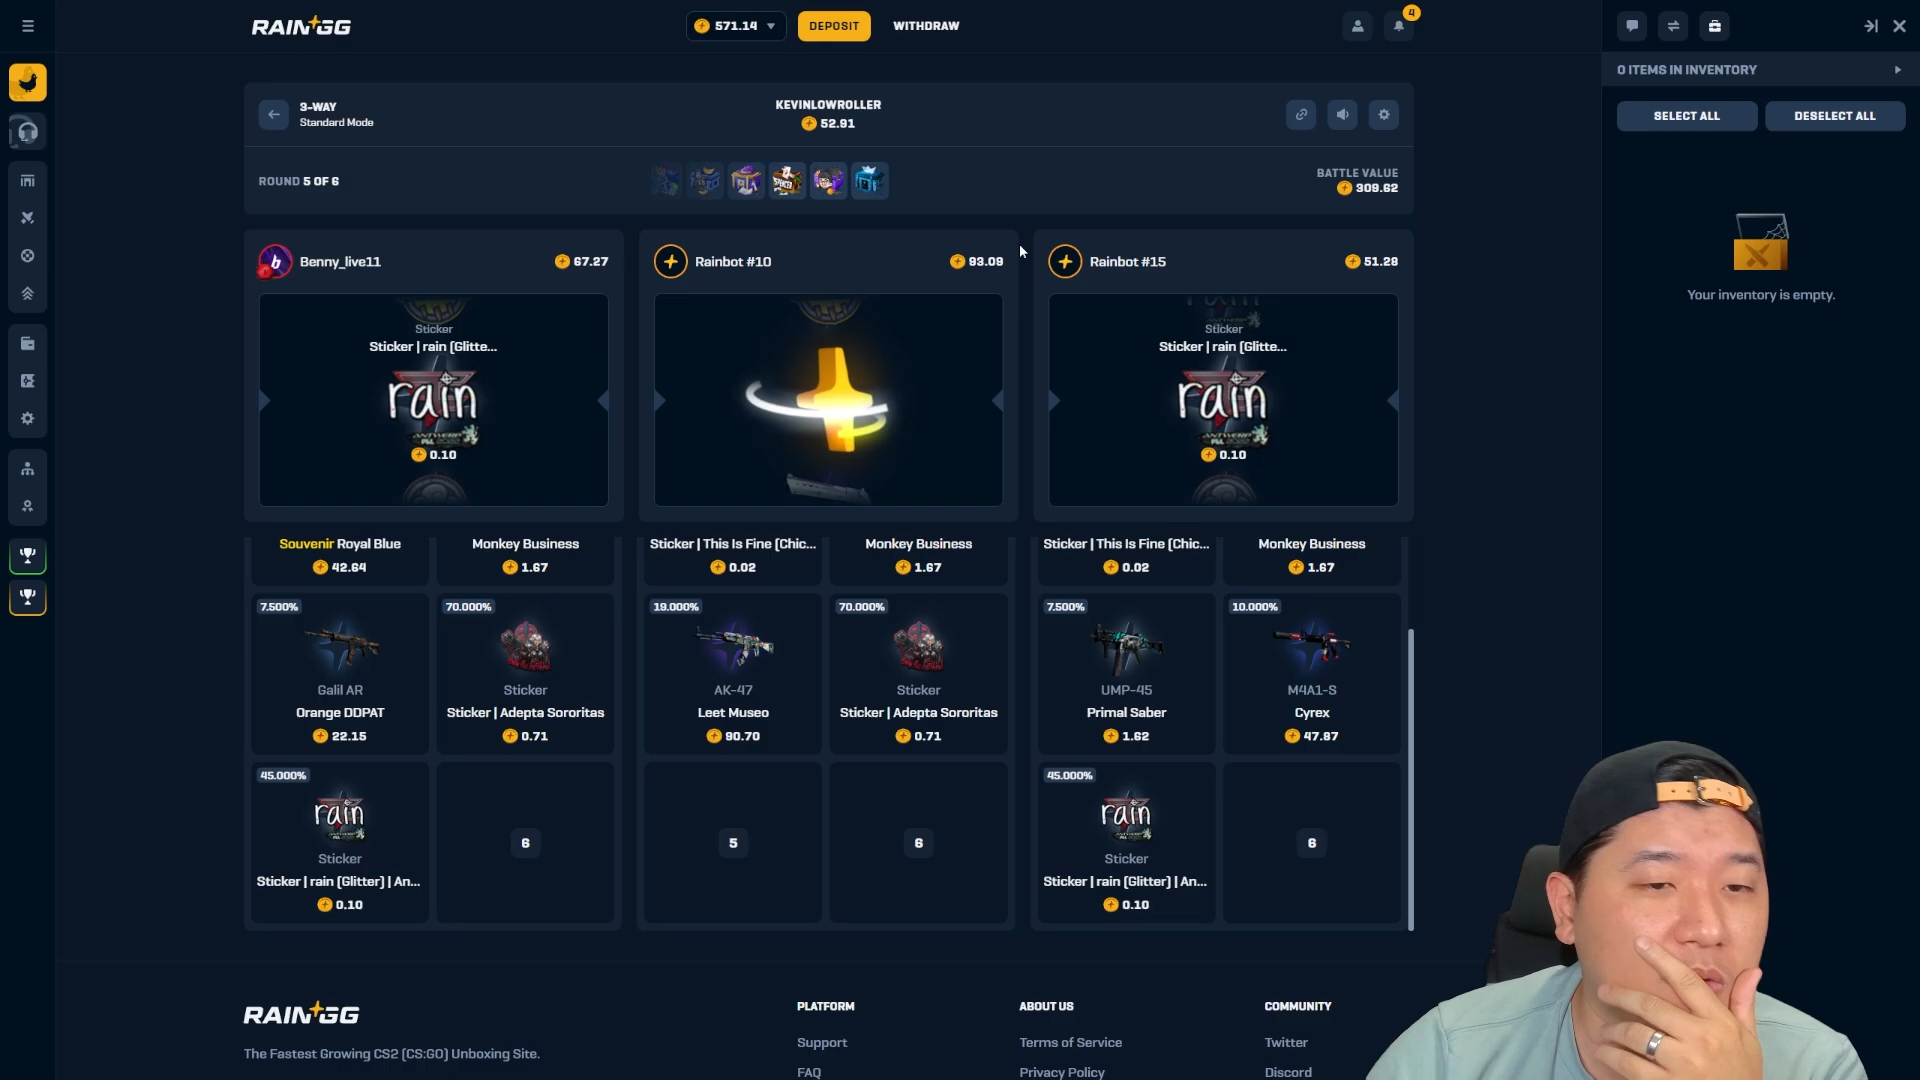 RAIN GG
571.14
DEPOSIT
WITHDRAW
4
0 ITEMS IN INVENTORY
SELECT ALL
DESELECT ALL
Your inventory is empty.
3-WAY
Standard Mode
KEVINLOWROLLER
52.91
ROUND 5 OF 6
SPENCER
BATTLE VALUE
309.62
b
Benny_live11
67.27
Rainbot #10
93.09
Rainbot #15
51.28
Sticker
Sticker | rain (Glitte...
rain
ANTWERP
0.10
Sticker
Sticker | rain (Glitte...
rain
ANTWERP
0.10
Souvenir Royal Blue
42.64
Monkey Business
1.67
Sticker | This Is Fine (Chic...
0.02
Monkey Business
1.67
Sticker | This Is Fine (Chic...
0.02
Monkey Business
1.67
7.500%
Galil AR
Orange DDPAT
22.15
70.000%
Sticker
Sticker | Adepta Sororitas
0.71
19.000%
AK-47
Leet Museo
90.70
70.000%
Sticker
Sticker | Adepta Sororitas
0.71
7.500%
UMP-45
Primal Saber
1.62
10.000%
M4A1-S
Cyrex
47.87
45.000%
rain
Sticker
Sticker | rain (Glitter) | An...
0.10
6
5
6
45.000%
rain
Sticker
Sticker | rain (Glitter) | An...
0.10
6
RAIN GG
The Fastest Growing CS2 (CS:GO) Unboxing Site.
PLATFORM
Support
FAQ
ABOUT US
Terms of Service
Privacy Policy
COMMUNITY
Twitter
Discord